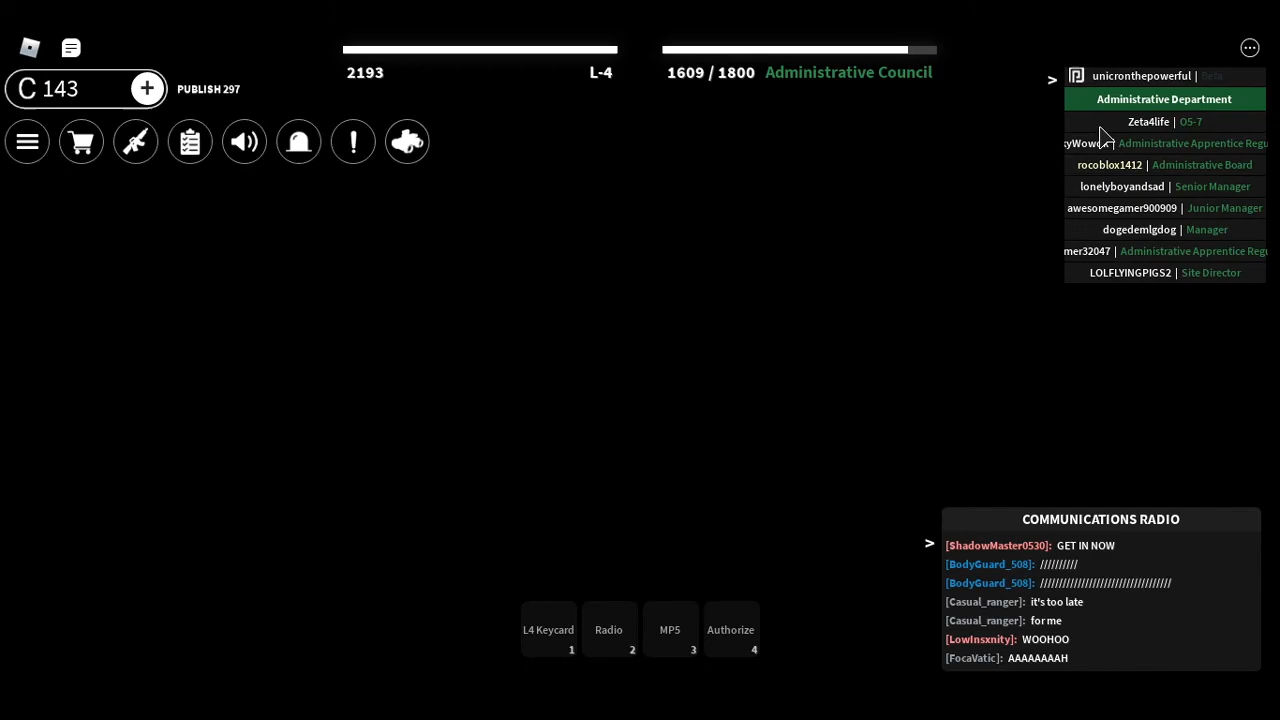 C 143 +
PUBLISH 297
2193 L-4
1609 / 1800 Administrative Council
!
>
unicronthepowerful | Beta
Administrative Department
Zeta4life | O5-7
Administrative Apprentice Regu
rocoblox1412 | Administrative Board
lonelyboyandsad | Senior Manager
awesomegamer900909 | Junior Manager
dogedemlgdog | Manager
mer32047 | Administrative Apprentice Regu
LOLFLYINGPIGS2 | Site Director
>
COMMUNICATIONS RADIO
[ShadowMaster0530]: GET IN NOW
[BodyGuard_508]: //////////
[BodyGuard_508]: //////////////////////////////////
[Casual_ranger]: it's too late
[Casual_ranger]: for me
[LowInsxnity]: WOOHOO
[FocaVatic]: AAAAAAAAH
L4 Keycard 1
Radio 2
MP5 3
Authorize 4